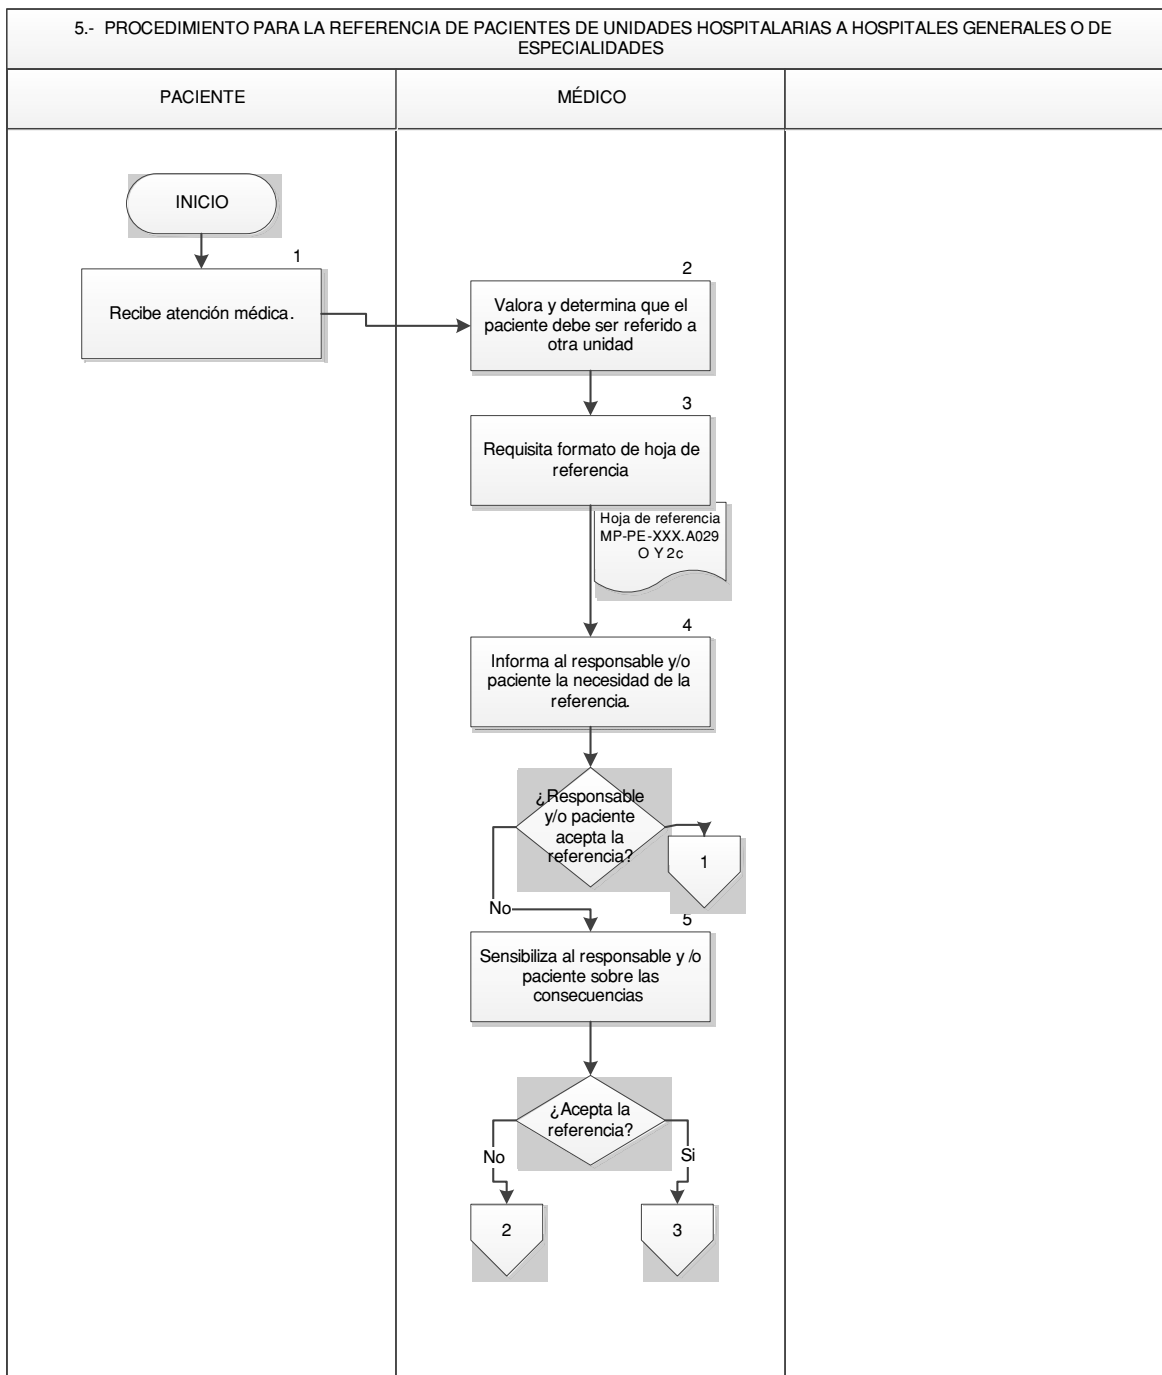 5.- PROCEDIMIENTO PARA LA REFERENCIA DE PACIENTES DE UNIDADES HOSPITALARIAS A HOSPITALES GENERALES O DE
ESPECIALIDADES
PACIENTE
MÉDICO
INICIO
1
Recibe atención médica.
2
Valora y determina que el
paciente debe ser referido a
otra unidad
3
Requisita formato de hoja de
referencia
Hoja de referencia
MP-PE-XXX.A029
O Y 2c
4
Informa al responsable y/o
paciente la necesidad de la
referencia.
¿Responsable
y/o paciente
acepta la
referencia?
1
No
5
Sensibiliza al responsable y /o
paciente sobre las
consecuencias
¿Acepta la
referencia?
No
Si
2
3